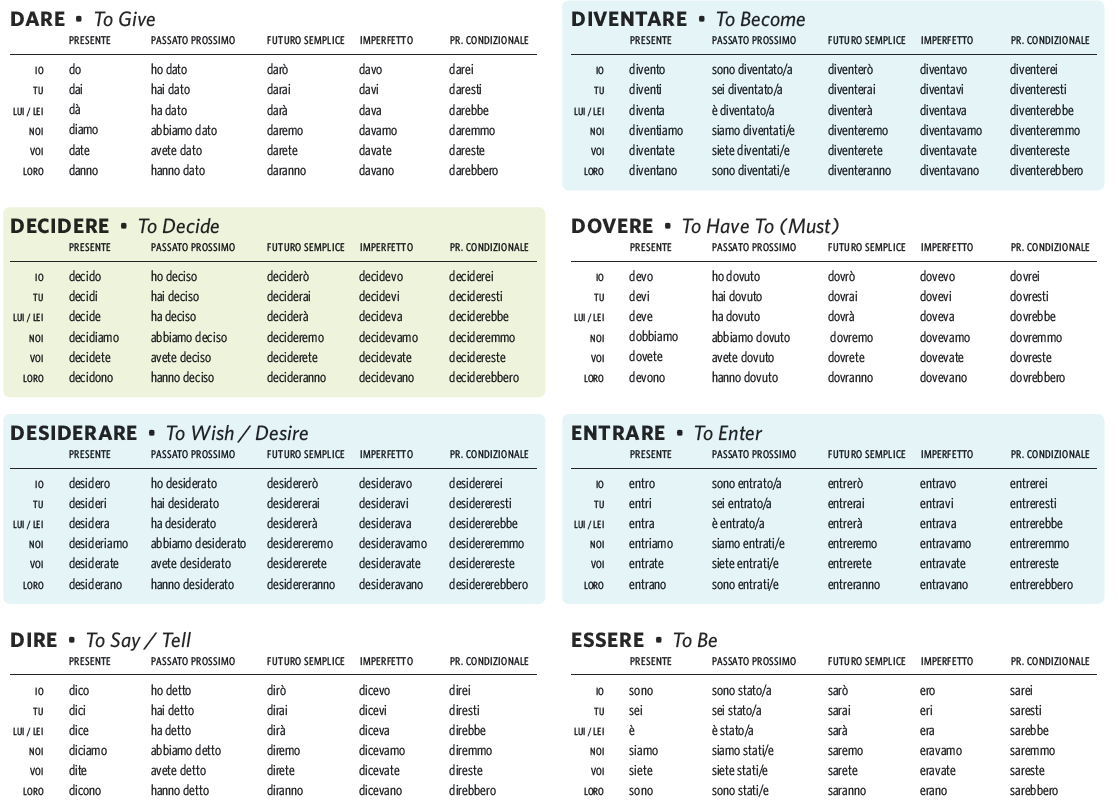 DARE ▪ To Give
PRESENTE PASSATO PROSSIMO FUTURO SEMPLICE IMPERFETTO PR. CONDIZIONALE
IO do ho dato darò davo darei
TU dai hai dato darai davi daresti
LUI / LEI dà ha dato darà dava darebbe
NOI diamo abbiamo dato daremo davamo daremmo
VOI date avete dato darete davate dareste
LORO danno hanno dato daranno davano darebbero
DIVENTARE ▪ To Become
PRESENTE PASSATO PROSSIMO FUTURO SEMPLICE IMPERFETTO PR. CONDIZIONALE
IO divento sono diventato/a diventerò diventavo diventerei
TU diventi sei diventato/a diventerai diventavi diventeresti
LUI / LEI diventa è diventato/a diventerà diventava diventerebbe
NOI diventiamo siamo diventati/e diventeremo diventavamo diventeremmo
VOI diventate siete diventati/e diventerete diventavate diventereste
LORO diventano sono diventati/e diventeranno diventavano diventerebbero
DECIDERE ▪ To Decide
PRESENTE PASSATO PROSSIMO FUTURO SEMPLICE IMPERFETTO PR. CONDIZIONALE
IO decido ho deciso deciderò decidevo deciderei
TU decidi hai deciso deciderai decidevi decideresti
LUI / LEI decide ha deciso deciderà decideva deciderebbe
NOI decidiamo abbiamo deciso decideremo decidevamo decideremmo
VOI decidete avete deciso deciderete decidevate decidereste
LORO decidono hanno deciso decideranno decidevano deciderebbero
DOVERE ▪ To Have To (Must)
PRESENTE PASSATO PROSSIMO FUTURO SEMPLICE IMPERFETTO PR. CONDIZIONALE
IO devo ho dovuto dovrò dovevo dovrei
TU devi hai dovuto dovrai dovevi dovresti
LUI / LEI deve ha dovuto dovrà doveva dovrebbe
NOI dobbiamo abbiamo dovuto dovremo dovevamo dovremmo
VOI dovete avete dovuto dovrete dovevate dovreste
LORO devono hanno dovuto dovranno dovevano dovrebbero
DESIDERARE ▪ To Wish / Desire
PRESENTE PASSATO PROSSIMO FUTURO SEMPLICE IMPERFETTO PR. CONDIZIONALE
IO desidero ho desiderato desidererò desideravo desidererei
TU desideri hai desiderato desidererai desideravi desidereresti
LUI / LEI desidera ha desiderato desidererà desiderava desidererebbe
NOI desideriamo abbiamo desiderato desidereremo desideravamo desidereremmo
VOI desiderate avete desiderato desidererete desideravate desiderereste
LORO desiderano hanno desiderato desidereranno desideravano desidererebbero
ENTRARE ▪ To Enter
PRESENTE PASSATO PROSSIMO FUTURO SEMPLICE IMPERFETTO PR. CONDIZIONALE
IO entro sono entrato/a entrerò entravo entrerei
TU entri sei entrato/a entrerai entravi entreresti
LUI / LEI entra è entrato/a entrerà entrava entrerebbe
NOI entriamo siamo entrati/e entreremo entravamo entreremmo
VOI entrate siete entrati/e entrerete entravate entrereste
LORO entrano sono entrati/e entreranno entravano entrerebbero
DIRE ▪ To Say / Tell
PRESENTE PASSATO PROSSIMO FUTURO SEMPLICE IMPERFETTO PR. CONDIZIONALE
IO dico ho detto dirò dicevo direi
TU dici hai detto dirai dicevi diresti
LUI / LEI dice ha detto dirà diceva direbbe
NOI diciamo abbiamo detto diremo dicevamo diremmo
VOI dite avete detto direte dicevate direste
LORO dicono hanno detto diranno dicevano direbbero
ESSERE ▪ To Be
PRESENTE PASSATO PROSSIMO FUTURO SEMPLICE IMPERFETTO PR. CONDIZIONALE
IO sono sono stato/a sarò ero sarei
TU sei sei stato/a sarai eri saresti
LUI / LEI è è stato/a sarà era sarebbe
NOI siamo siamo stati/e saremo eravamo saremmo
VOI siete siete stati/e sarete eravate sareste
LORO sono sono stati/e saranno erano sarebbero